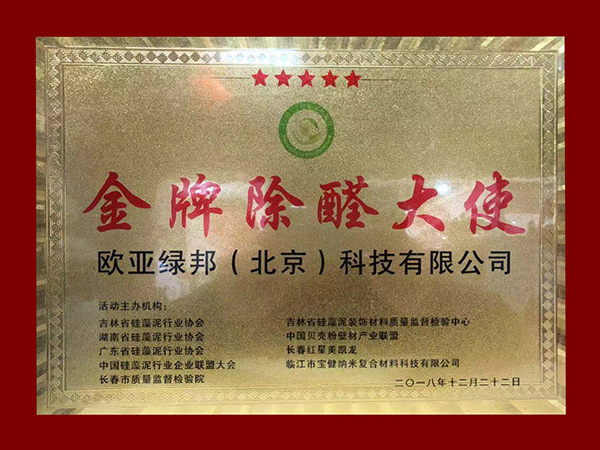 金牌除醛大使
欧亚绿邦（北京）科技有限公司
活动主办机构：
吉林省硅藻泥行业协会
湖南省硅藻泥行业协会
广东省硅藻泥行业协会
中国硅藻泥行业企业联盟大会
长春市质量监督检验院
吉林省硅藻泥装饰材料质量监督检验中心
中国贝壳粉壁材产业联盟
长春红星美凯龙
临江市宝健纳米复合材料科技有限公司
二〇一八年十二月二十二日